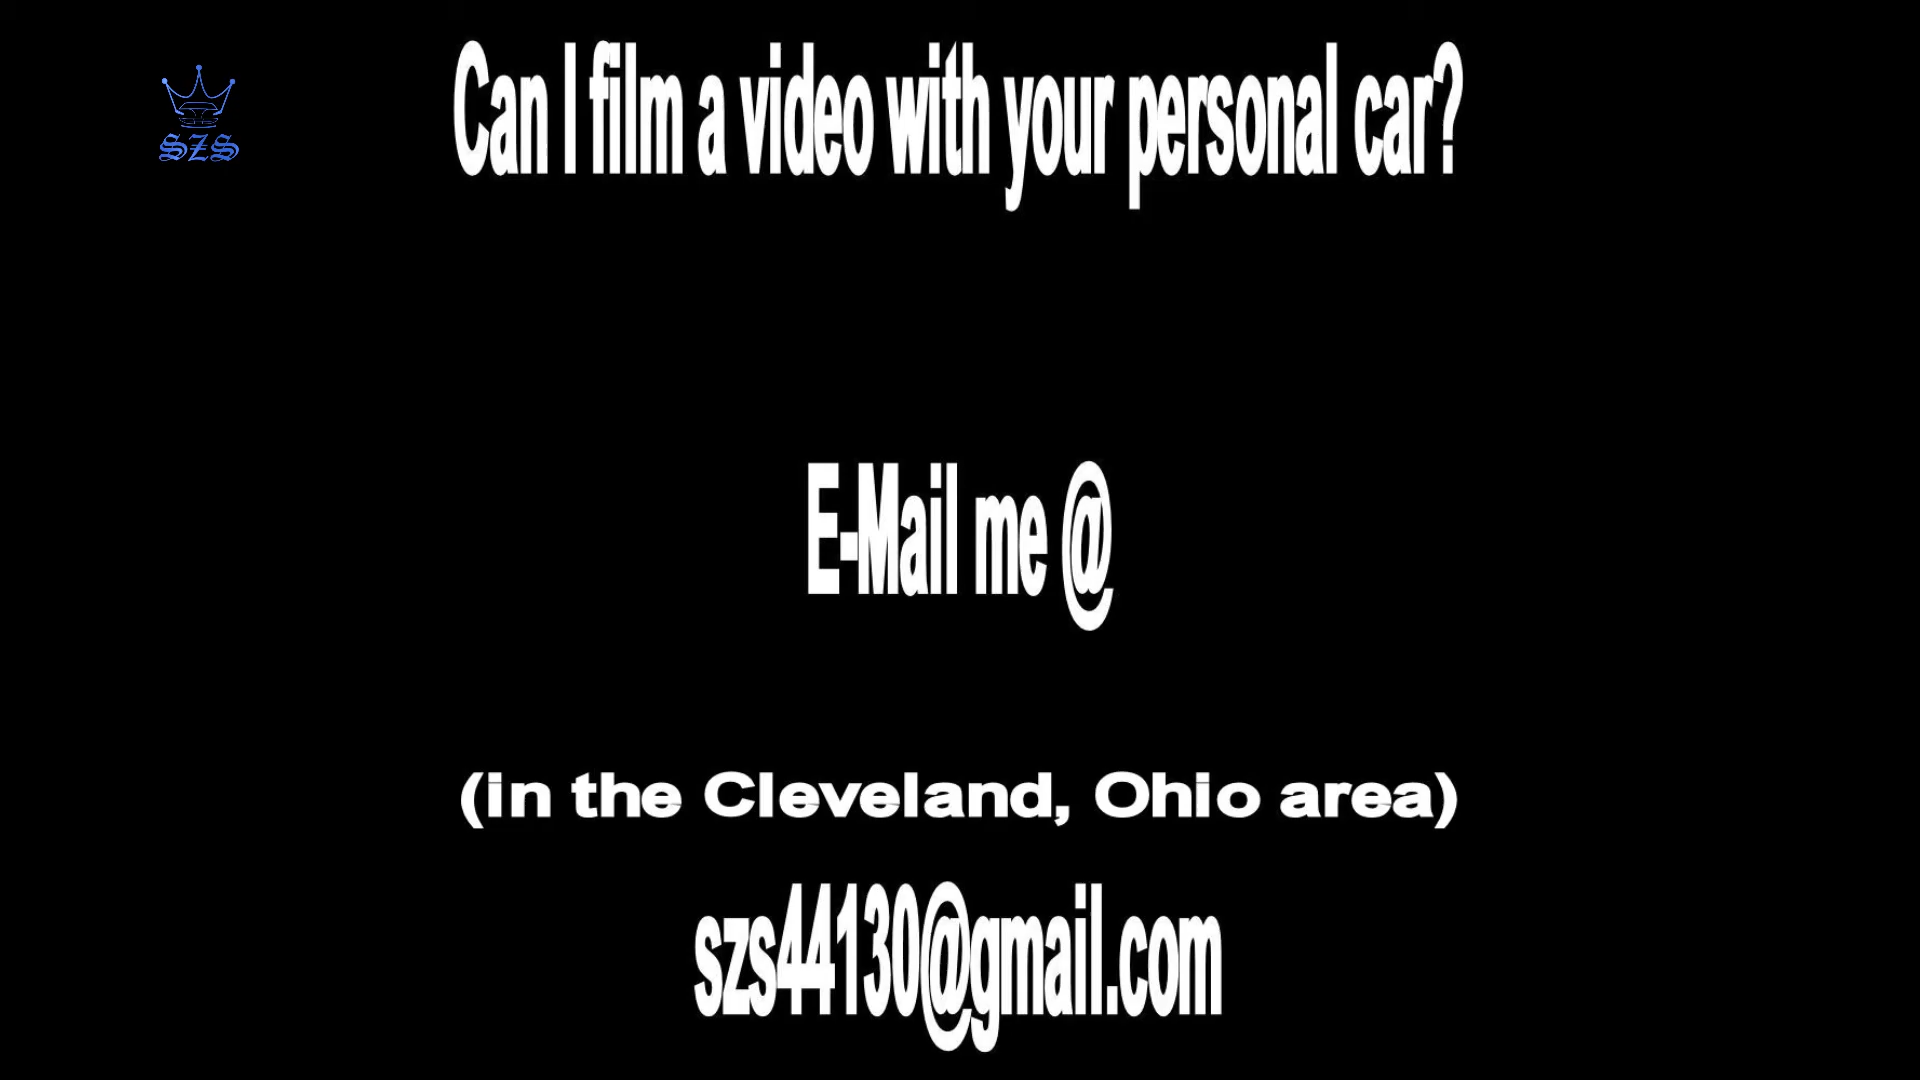 Can I film a video with your personal car?
SZS
E-Mail me @
(in the Cleveland, Ohio area)
szs44130@gmail.com